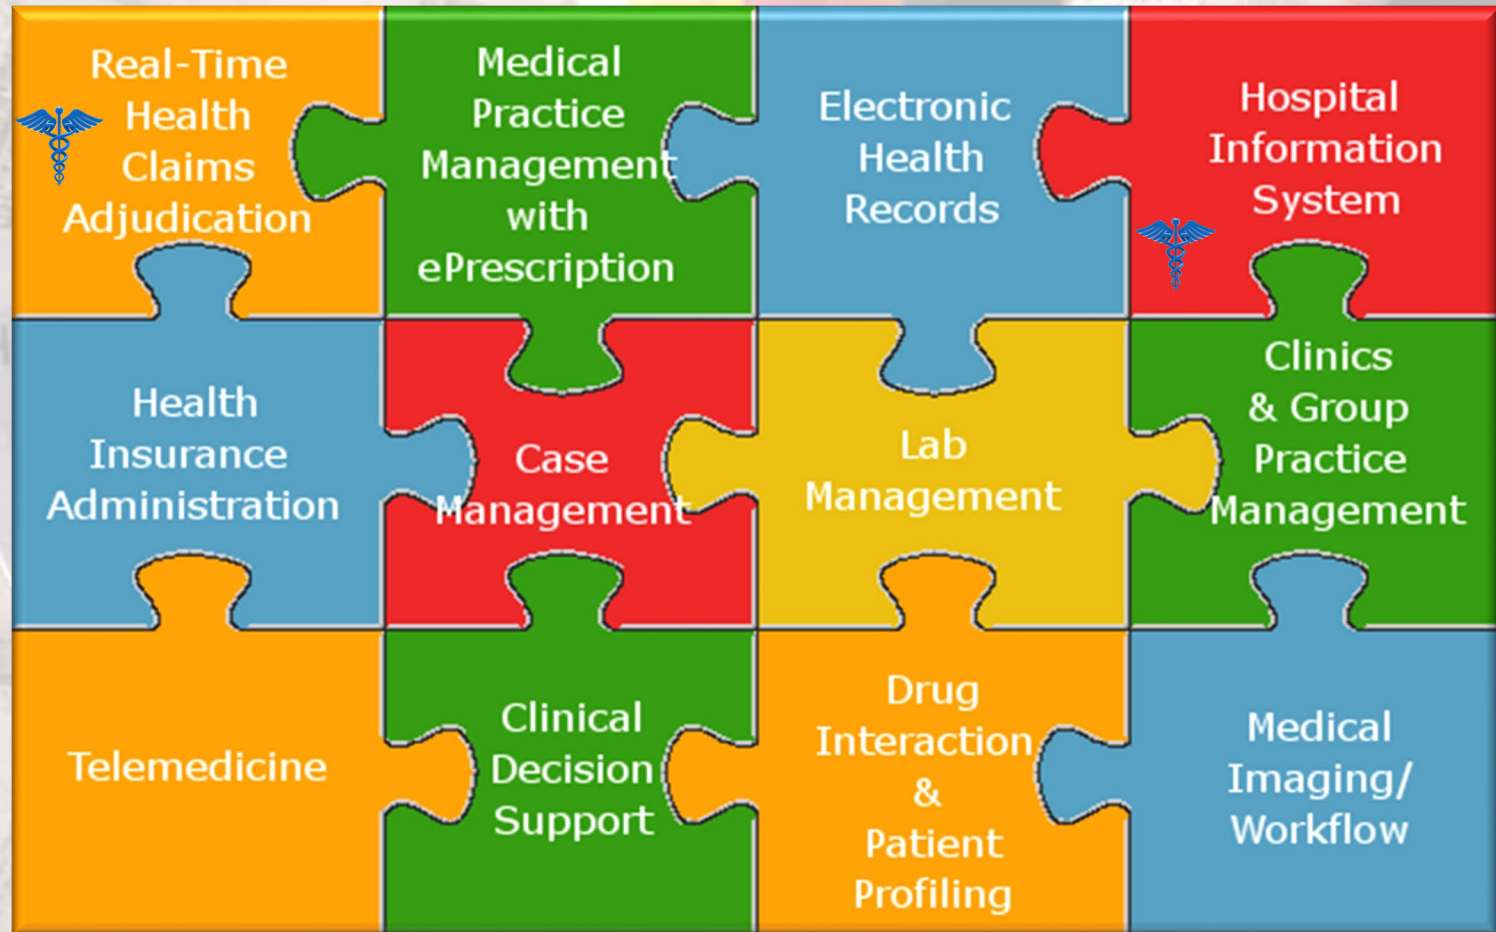 Real-Time
Health
Claims
Adjudication
Medical
Practice
Management
with
ePrescription
Electronic
Health
Records
Hospital
Information
System
Health
Insurance
Administration
Case
Management
Lab
Management
Clinics
& Group
Practice
Management
Telemedicine
Clinical
Decision
Support
Drug
Interaction
&
Patient
Profiling
Medical
Imaging/
Workflow